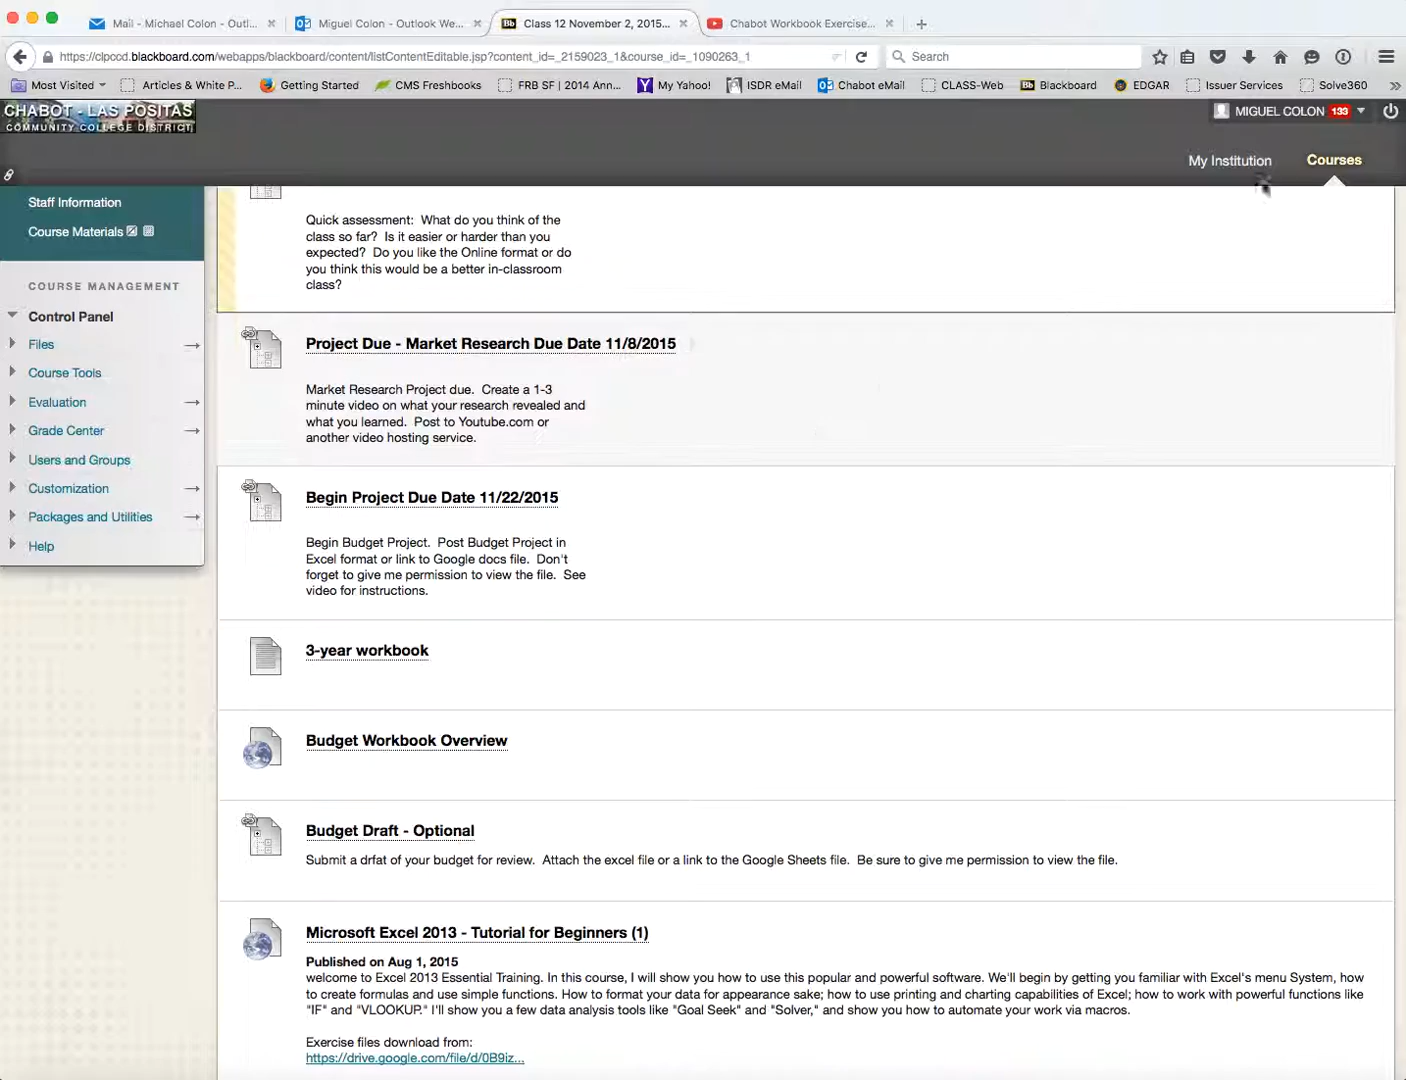 Mail - Michael Colon - Outl...
Miguel Colon - Outlook We...
Bb Class 12 November 2, 2015...
Chabot Workbook Exercise...
https://clpccd.blackboard.com/webapps/blackboard/content/listContentEditable.jsp?content_id=_2159023_1&course_id=_1090263_1
Search
Most Visited
Articles & White P...
Getting Started
CMS Freshbooks
FRB SF | 2014 Ann...
My Yahoo!
ISDR eMail
Chabot eMail
CLASS-Web
Bb Blackboard
EDGAR
Issuer Services
Solve360
CHABOT - LAS POSITAS
COMMUNITY COLLEGE DISTRICT
MIGUEL COLON 133
My Institution
Courses
Staff Information
Course Materials
COURSE MANAGEMENT
Control Panel
Files
Course Tools
Evaluation
Grade Center
Users and Groups
Customization
Packages and Utilities
Help
Quick assessment: What do you think of the
class so far? Is it easier or harder than you
expected? Do you like the Online format or do
you think this would be a better in-classroom
class?
Project Due - Market Research Due Date 11/8/2015
Market Research Project due. Create a 1-3
minute video on what your research revealed and
what you learned. Post to Youtube.com or
another video hosting service.
Begin Project Due Date 11/22/2015
Begin Budget Project. Post Budget Project in
Excel format or link to Google docs file. Don't
forget to give me permission to view the file. See
video for instructions.
3-year workbook
Budget Workbook Overview
Budget Draft - Optional
Submit a drfat of your budget for review. Attach the excel file or a link to the Google Sheets file. Be sure to give me permission to view the file.
Microsoft Excel 2013 - Tutorial for Beginners (1)
Published on Aug 1, 2015
welcome to Excel 2013 Essential Training. In this course, I will show you how to use this popular and powerful software. We'll begin by getting you familiar with Excel's menu System, how
to create formulas and use simple functions. How to format your data for appearance sake; how to use printing and charting capabilities of Excel; how to work with powerful functions like
"IF" and "VLOOKUP." I'll show you a few data analysis tools like "Goal Seek" and "Solver," and show you how to automate your work via macros.
Exercise files download from:
https://drive.google.com/file/d/0B9iz...